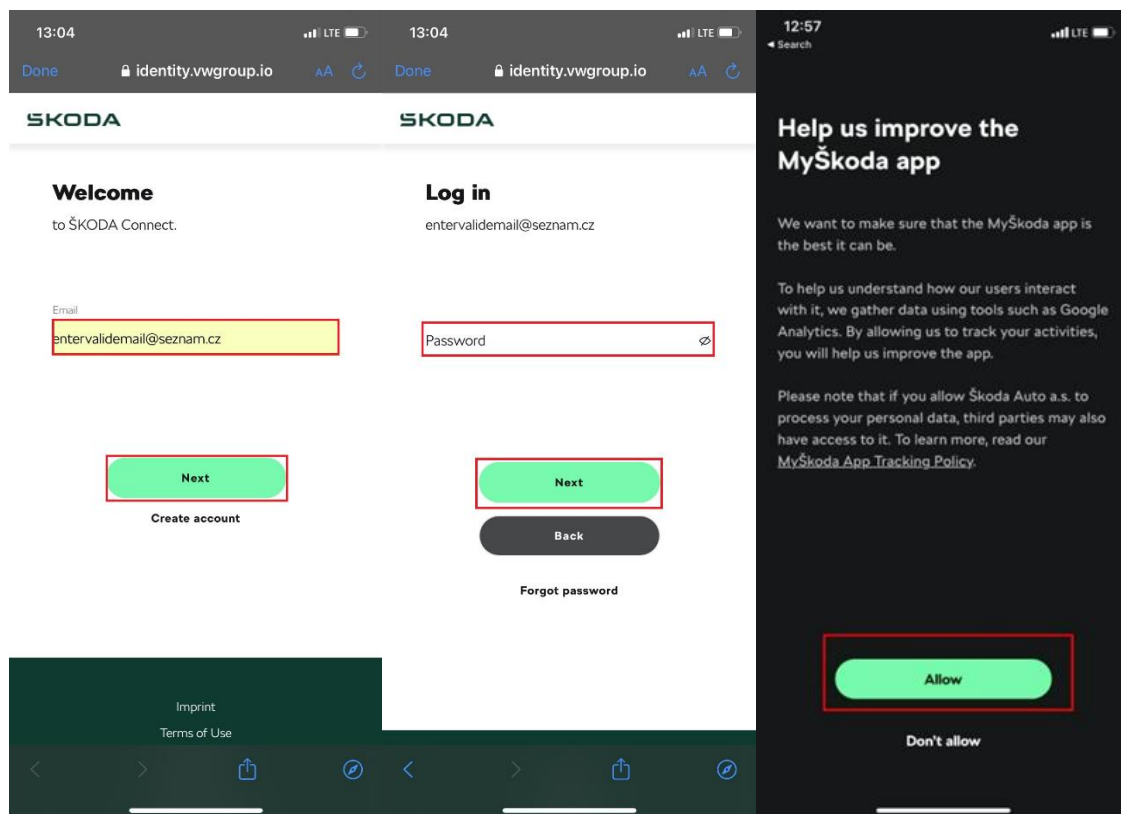 13:04
LTE
Done
identity.vwgroup.io
AA
SKODA
Welcome
to ŠKODA Connect.
Email
entervalidemail@seznam.cz
Next
Create account
Imprint
Terms of Use
13:04
LTE
Done
identity.vwgroup.io
AA
SKODA
Log in
entervalidemail@seznam.cz
Password
Next
Back
Forgot password
12:57
LTE
Search
Help us improve the
MyŠkoda app
We want to make sure that the MyŠkoda app is
the best it can be.
To help us understand how our users interact
with it, we gather data using tools such as Google
Analytics. By allowing us to track your activities,
you will help us improve the app.
Please note that if you allow Škoda Auto a.s. to
process your personal data, third parties may also
have access to it. To learn more, read our
MyŠkoda App Tracking Policy.
Allow
Don't allow